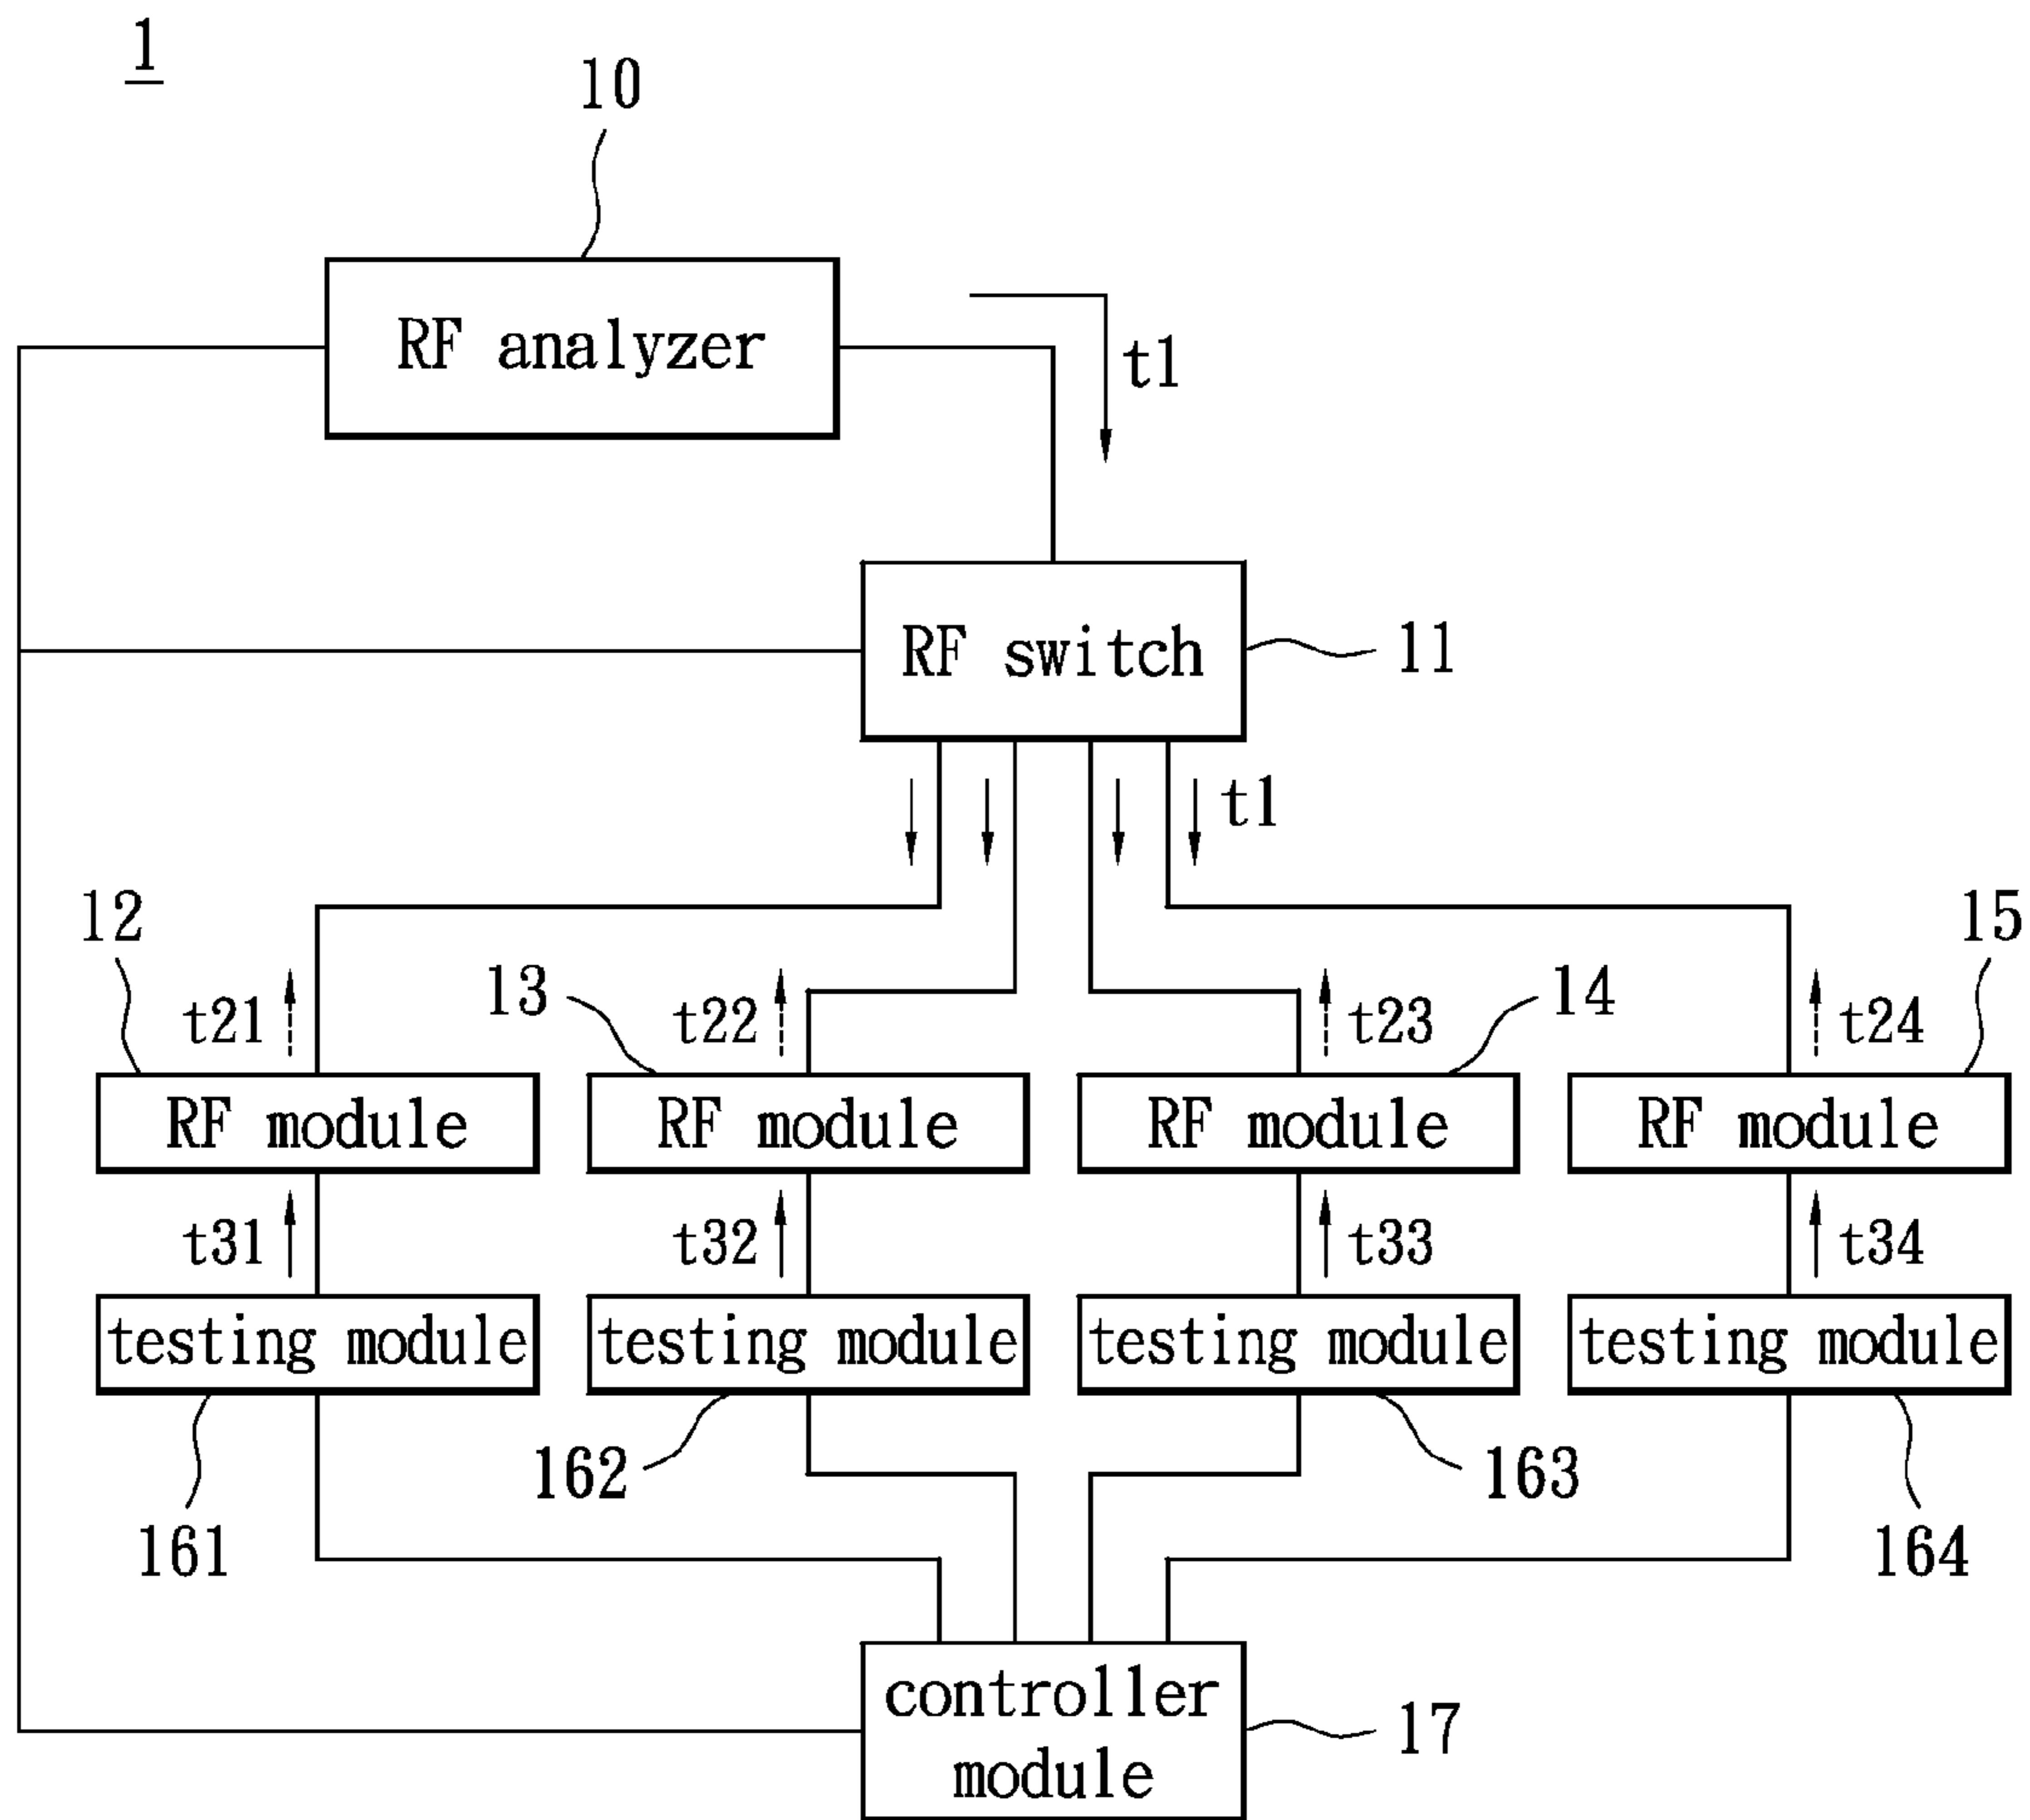 1
10
RF analyzer
t1
RF switch
11
t1
12
13
14
15
t21
t22
t23
t24
RF module
RF module
RF module
RF module
t31
t32
t33
t34
testing module
testing module
testing module
testing module
161
162
163
164
controller
module
17